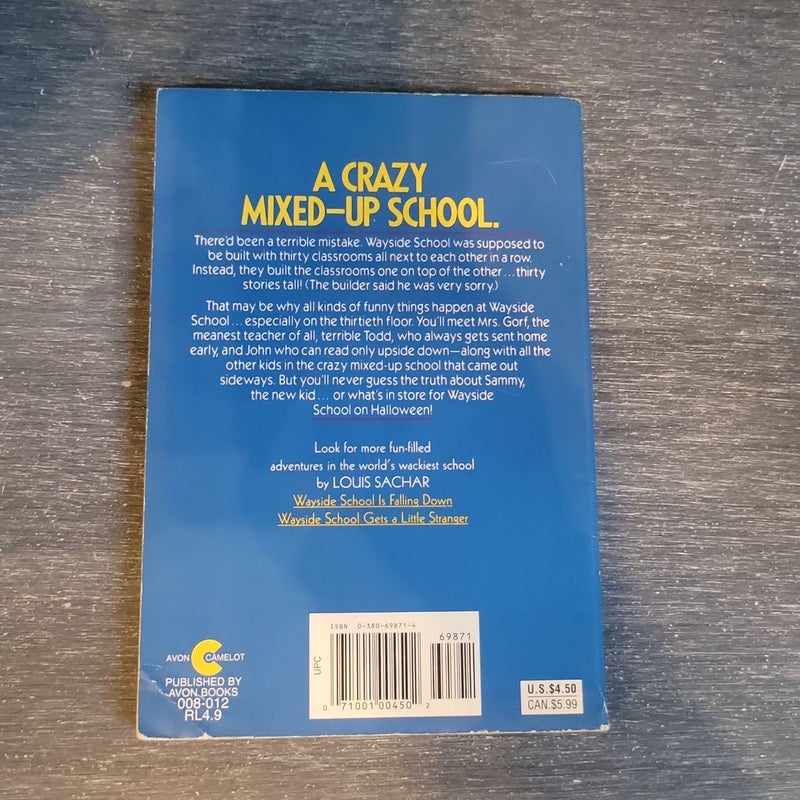 A CRAZY
MIXED-UP SCHOOL.
There'd been a terrible mistake. Wayside School was supposed to
be built with thirty classrooms all next to each other in a row.
Instead, they built the classrooms one on top of the other...thirty
stories tall! (The builder said he was very sorry.)
That may be why all kinds of funny things happen at Wayside
School...especially on the thirtieth floor. You'll meet Mrs. Gorf, the
meanest teacher of all, terrible Todd, who always gets sent home
early, and John who can read only upside down—along with all the
other kids in the crazy mixed-up school that came out
sideways. But you'll never guess the truth about Sammy,
the new kid...or what's in store for Wayside
School on Halloween!
Look for more fun-filled
adventures in the world's wackiest school
by LOUIS SACHAR
Wayside School Is Falling Down
Wayside School Gets a Little Stranger
AVON CAMELOT
PUBLISHED BY
AVON BOOKS
008-012
RL4.9
ISBN 0-380-69871-4
69871
UPC
0 71001 00450 2
U.S.$4.50
CAN.$5.99